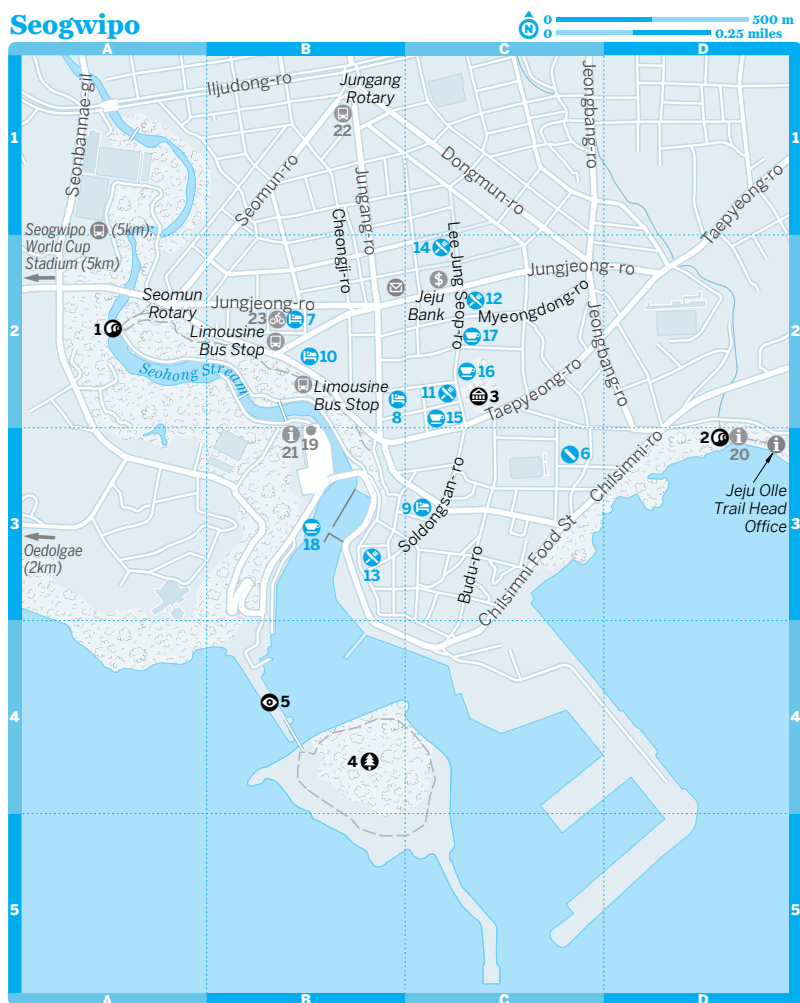 Seogwipo
N
0
500 m
0
0.25 miles
A
B
C
D
1
1
Seonbannae-gil
Iljudong-ro
Jungang
Rotary
22
Jeongbang-ro
Dongmun-ro
Seomun-ro
Jungang-ro
Taepyeong-ro
Seogwipo (5km);
World Cup
Stadium (5km)
Cheongji-ro
14
Lee Jung Seop-ro
Jungjeong-ro
Seomun
Rotary
Jungjeong-ro
Jeju
Bank
$
12
Myeongdong-ro
2
2
1
23
7
Limousine
Bus Stop
17
Jeongbang-ro
10
16
Seohong Stream
Limousine
Bus Stop
8
11
3
Taepyeong-ro
15
i
21
19
6
2
i
20
i
Chilsimni-ro
Jeju Olle
Trail Head
Office
Soldongsan-ro
9
3
3
18
Oedolgae
(2km)
13
Budu-ro
Chilsimni Food St
4
4
5
4
5
5
A
B
C
D